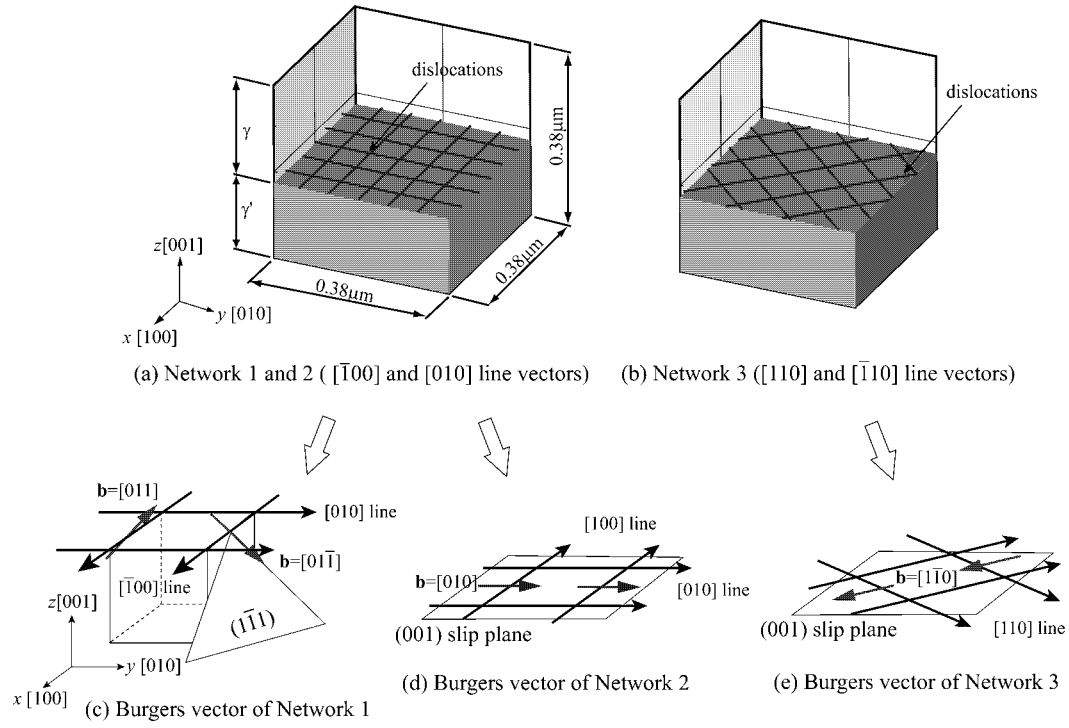 dislocations
γ
γ'
0.38μm
0.38μm
0.38μm
z[001]
y [010]
x [100]
dislocations
(a) Network 1 and 2 ( [1̅00] and [010] line vectors)
(b) Network 3 ([110] and [1̅10] line vectors)
b=[011]
[010] line
b=[011̅]
[1̅00] line
(11̅1)
z[001]
y [010]
x [100]
(c) Burgers vector of Network 1
[100] line
b=[010]
[010] line
(001) slip plane
(d) Burgers vector of Network 2
b=[11̅0]
(001) slip plane
[110] line
(e) Burgers vector of Network 3